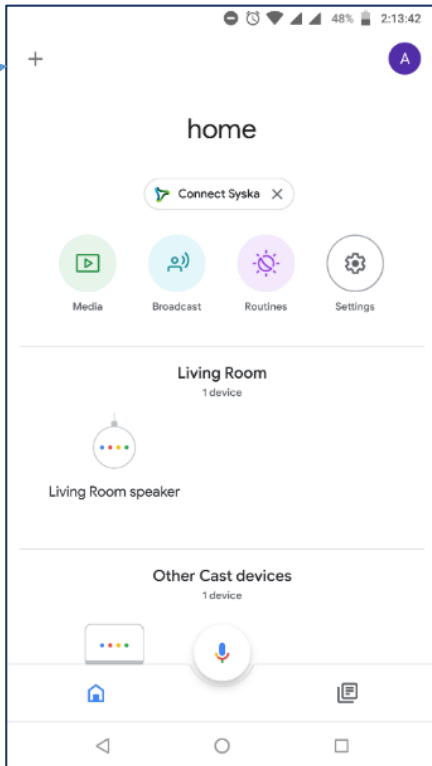 48% 2:13:42
A
home
Connect Syska
Media Broadcast Routines Settings
Living Room
1 device
Living Room speaker
Other Cast devices
1 device